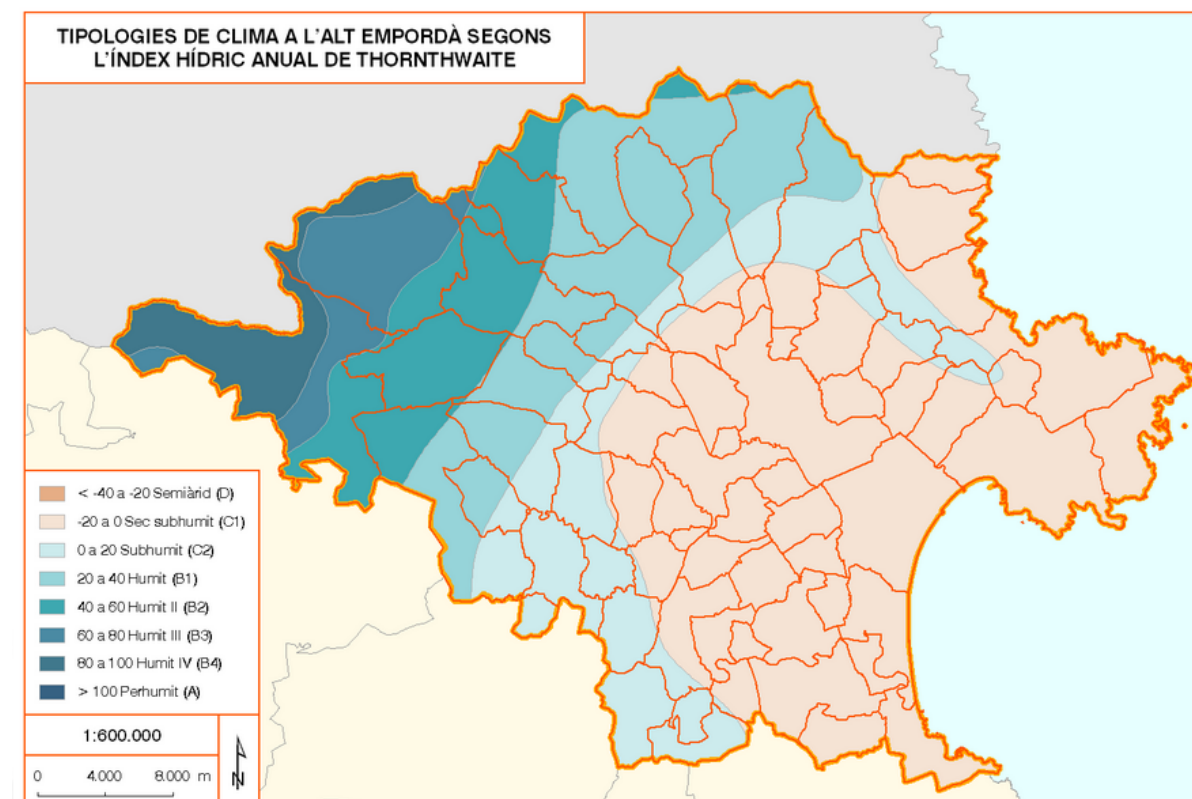 TIPOLOGIES DE CLIMA A L'ALT EMPORDÀ SEGONS
L'ÍNDEX HÍDRIC ANUAL DE THORNTHWAITE
< -40 a -20 Semiàrid (D)
-20 a 0 Sec subhumit (C1)
0 a 20 Subhumit (C2)
20 a 40 Humit (B1)
40 a 60 Humit II (B2)
60 a 80 Humit III (B3)
80 a 100 Humit IV (B4)
> 100 Perhumit (A)
1:600.000
0 4.000 8.000 m
N